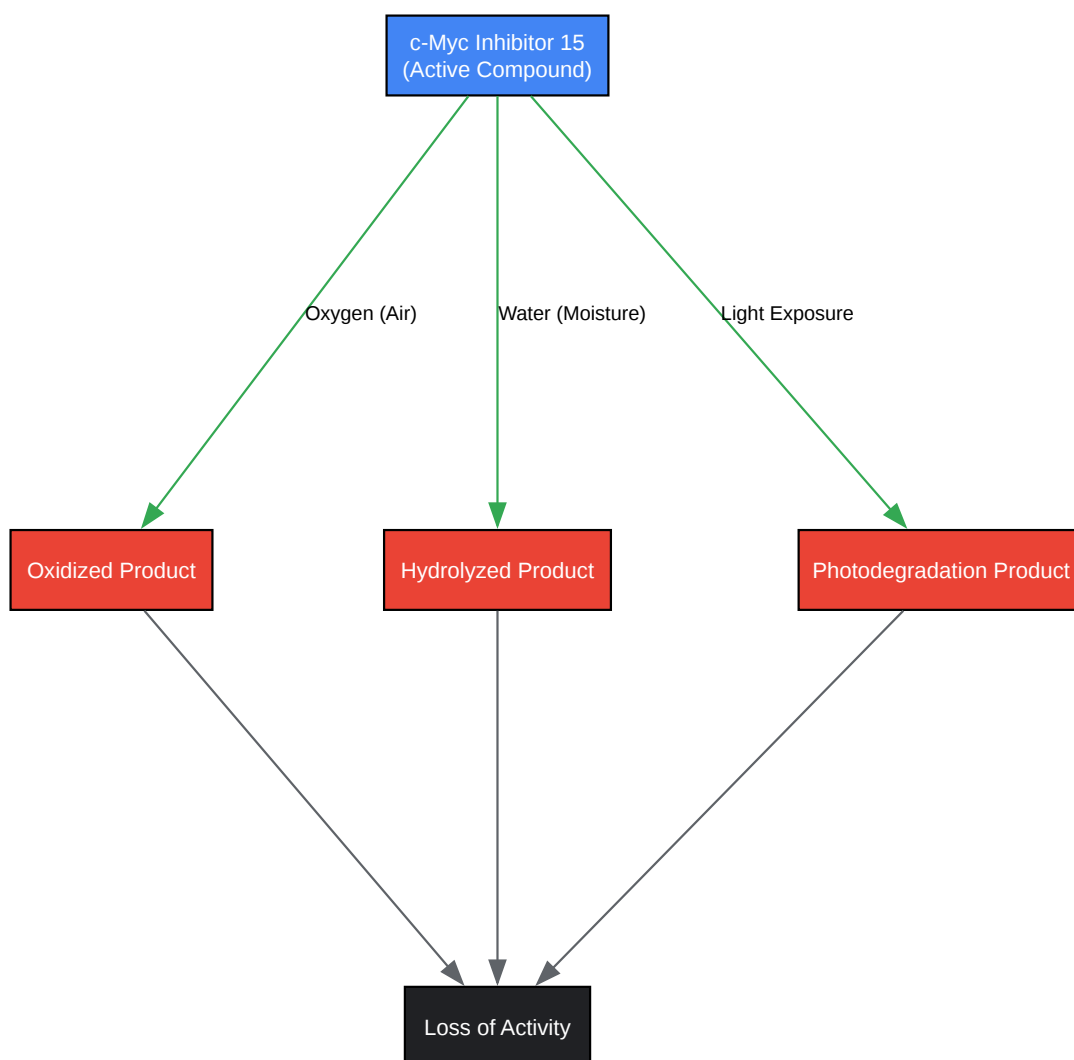 c-Myc Inhibitor 15
(Active Compound)
Oxygen (Air)
Water (Moisture)
Light Exposure
Oxidized Product
Hydrolyzed Product
Photodegradation Product
Loss of Activity